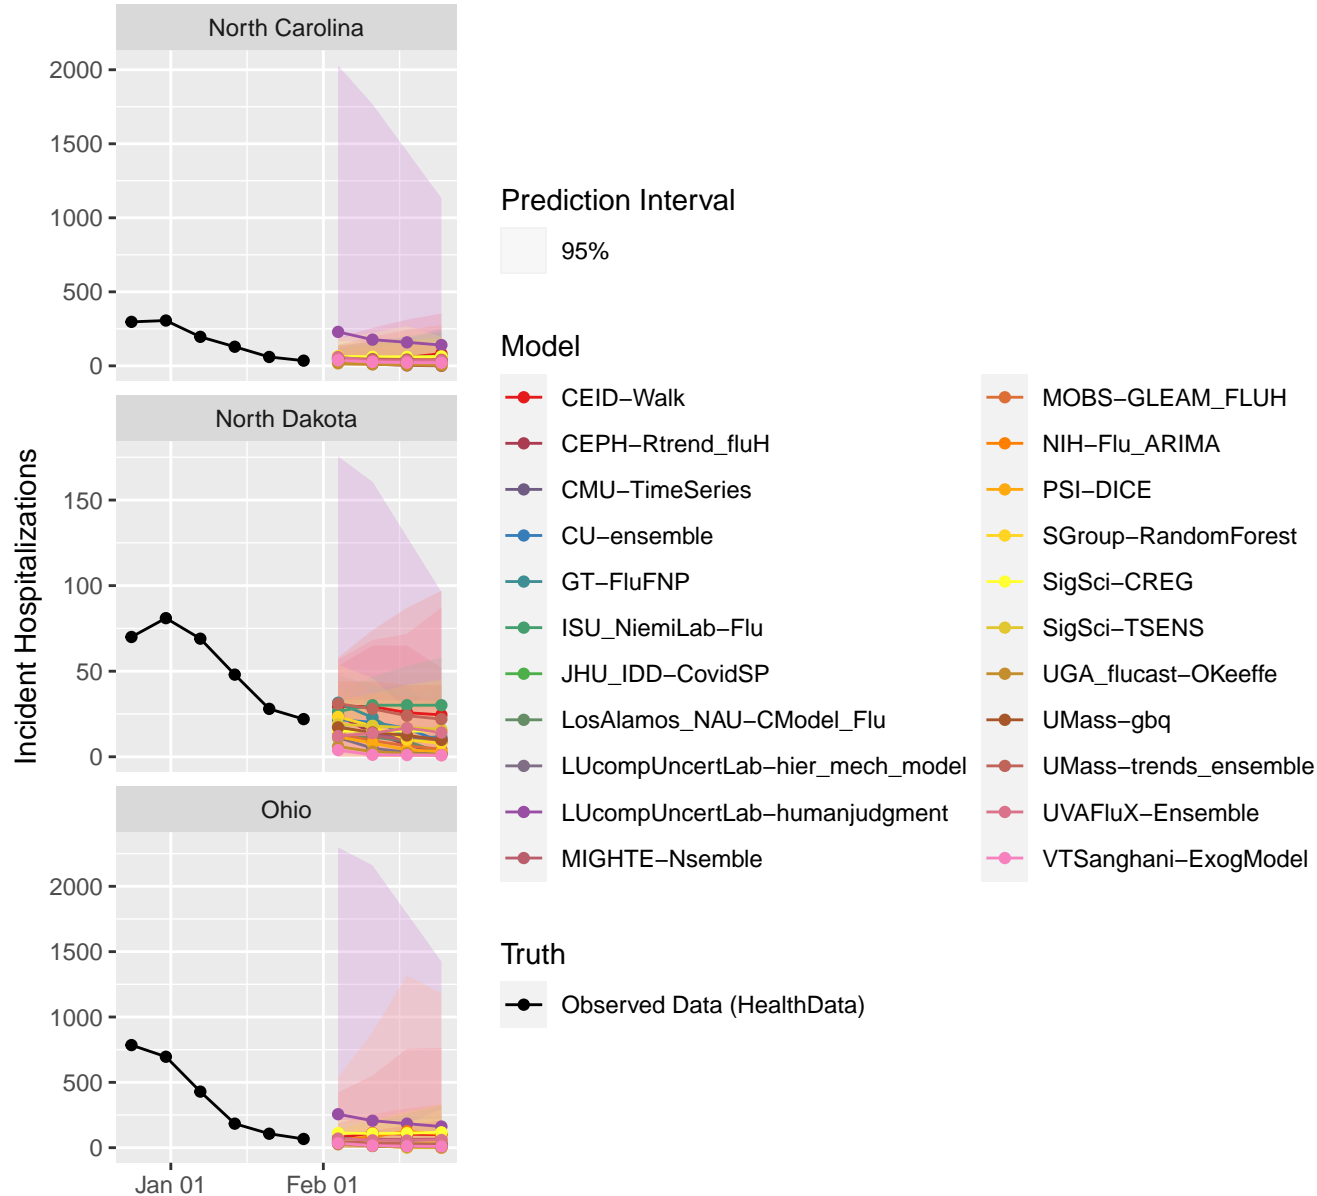 North Carolina
2000
1500
1000
500
0
North Dakota
150
100
50
0
Ohio
2000
1500
1000
500
0
Jan 01
Feb 01
Incident Hospitalizations
Prediction Interval
95%
Model
CEID−Walk
CEPH−Rtrend_fluH
CMU−TimeSeries
CU−ensemble
GT−FluFNP
ISU_NiemiLab−Flu
JHU_IDD−CovidSP
LosAlamos_NAU−CModel_Flu
LUcompUncertLab−hier_mech_model
LUcompUncertLab−humanjudgment
MIGHTE−Nsemble
MOBS−GLEAM_FLUH
NIH−Flu_ARIMA
PSI−DICE
SGroup−RandomForest
SigSci−CREG
SigSci−TSENS
UGA_flucast−OKeeffe
UMass−gbq
UMass−trends_ensemble
UVAFluX−Ensemble
VTSanghani−ExogModel
Truth
Observed Data (HealthData)